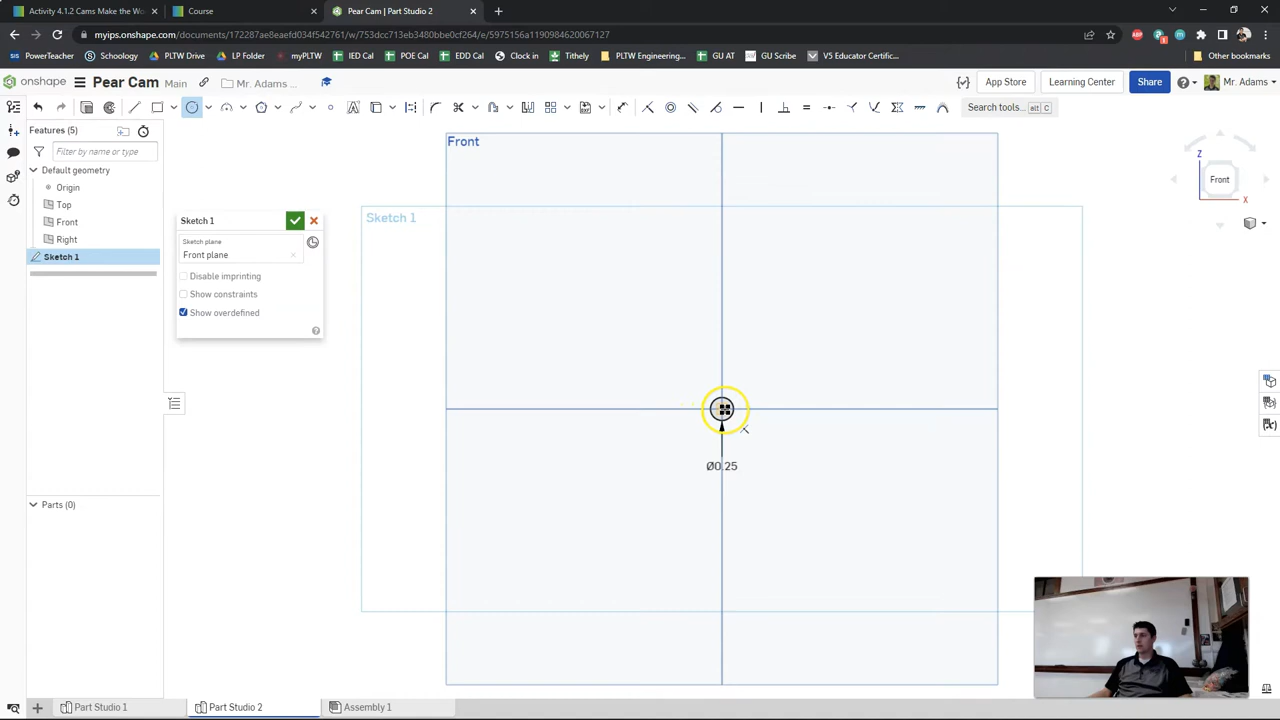 Activity 4.1.2 Cams Make the Wo
Course
Pear Cam | Part Studio 2
myips.onshape.com/documents/172287ae8eaefd034f542761/w/753dcc713eb3480bbe0cf264/e/5975156a1190984620067127
PowerTeacher
Schoology
PLTW Drawing
LP Folder
myPLTW
IED Cal
POE Cal
EDD Cal
Clock in
Tithely
PLTW Engineering...
GU AT
GU Scribe
V5 Educator Certific...
Other bookmarks
onshape
Pear Cam
Main
Mr. Adams ...
App Store
Learning Center
Share
Mr. Adams
Search tools...
alt C
Features (5)
Filter by name or type
Default geometry
Origin
Top
Front
Right
Sketch 1
Sketch 1
Sketch plane
Front plane
Disable imprinting
Show constraints
Show overdefined
Front
Sketch 1
Ø0.25
Z
Front
X
Parts (0)
Part Studio 1
Part Studio 2
Assembly 1